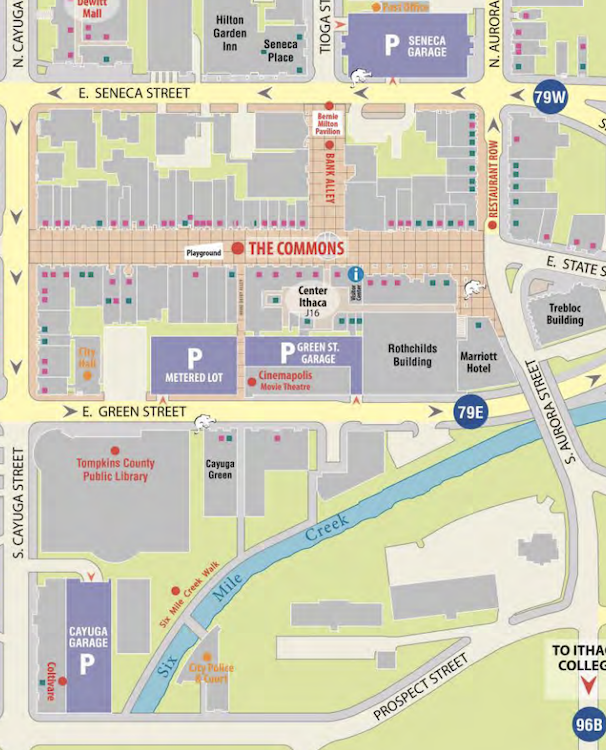 Dewitt
Mall
N. CAYUGA
Hilton
Garden
Inn
Seneca
Place
TIOGA ST
Post Office
P SENECA
GARAGE
N. AURORA
E. SENECA STREET
79W
Bernie
Milton
Pavilion
BANK ALLEY
RESTAURANT ROW
Playground
THE COMMONS
E. STATE S
Center
Ithaca
J16
Visitor
Center
Trebloc
Building
City
Hall
P
METERED LOT
P GREEN ST.
GARAGE
Cinemapolis
Movie Theatre
Rothchilds
Building
Marriott
Hotel
E. GREEN STREET
79E
S. AURORA STREET
S. CAYUGA STREET
Tompkins County
Public Library
Cayuga
Green
Six Mile Creek
Six Mile Creek Walk
CAYUGA
GARAGE
P
Coltivare
City Police
& Court
PROSPECT STREET
TO ITHAC
COLLEG
96B